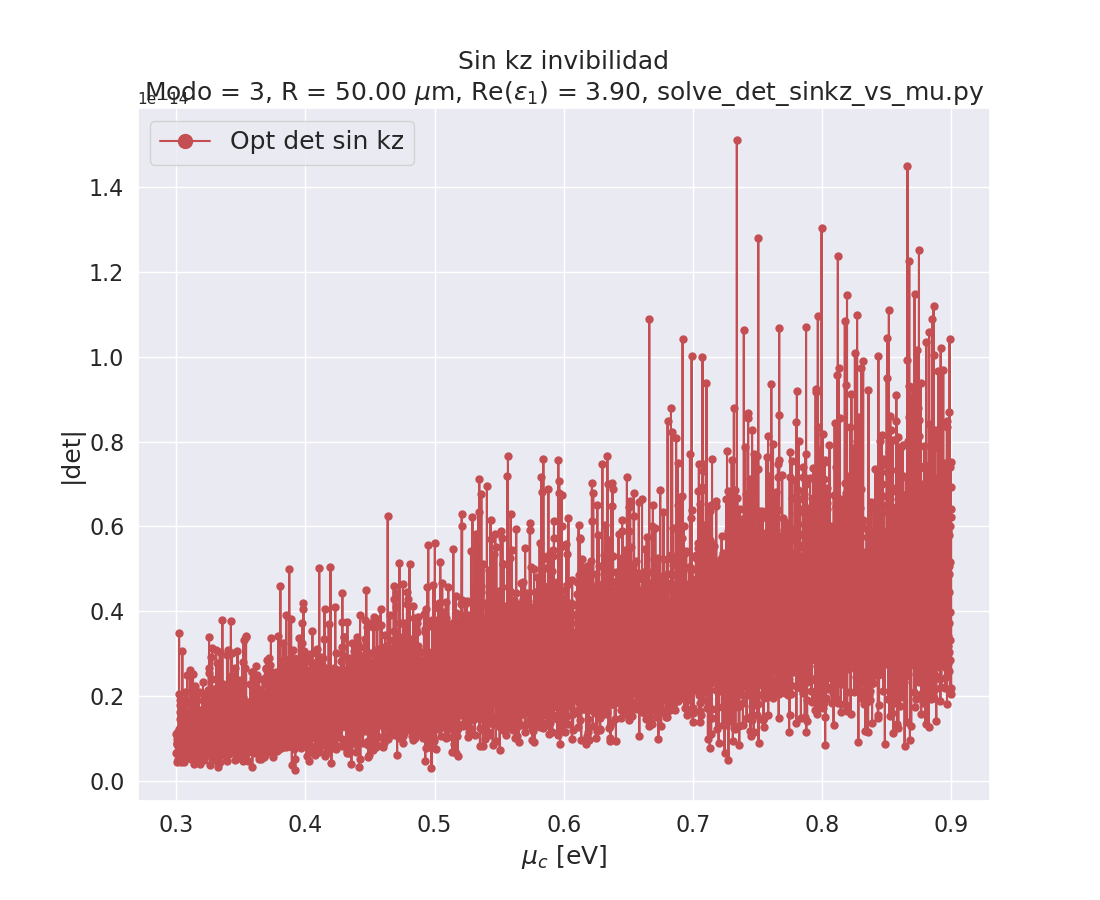 Sin kz invibilidad
Modo = 3, R = 50.00 μm, Re(ε₁) = 3.90, solve_det_sinkz_vs_mu.py
1e−14
Opt det sin kz
1.4
1.2
1.0
0.8
0.6
0.4
0.2
0.0
|det|
0.3 0.4 0.5 0.6 0.7 0.8 0.9
μc [eV]